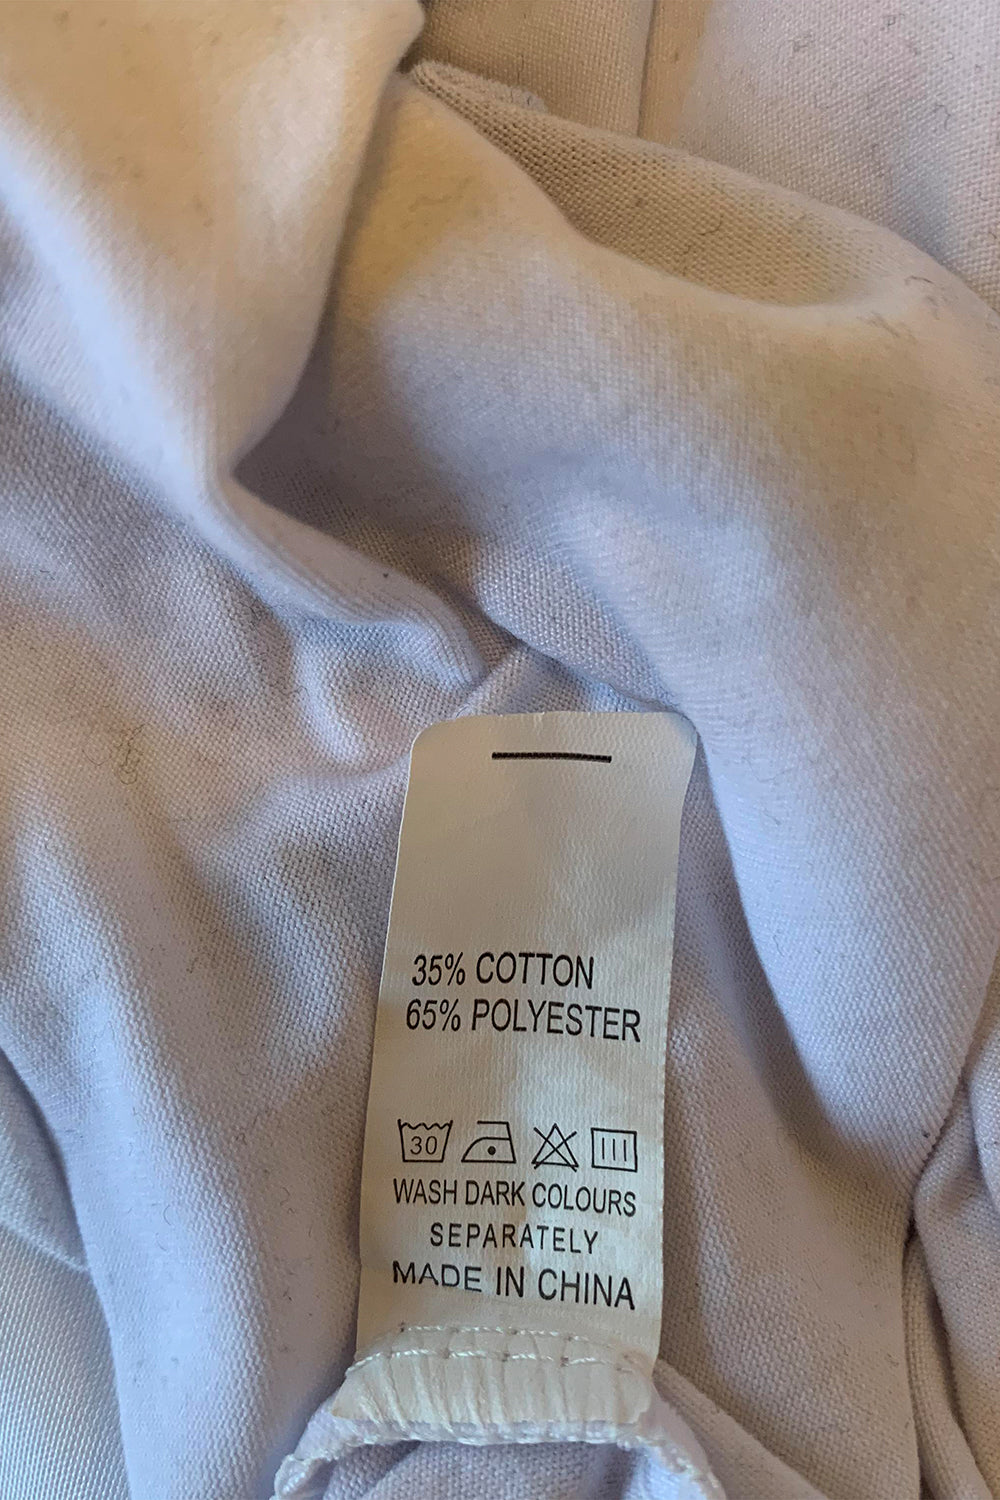 35% COTTON
65% POLYESTER
30
WASH DARK COLOURS
SEPARATELY
MADE IN CHINA